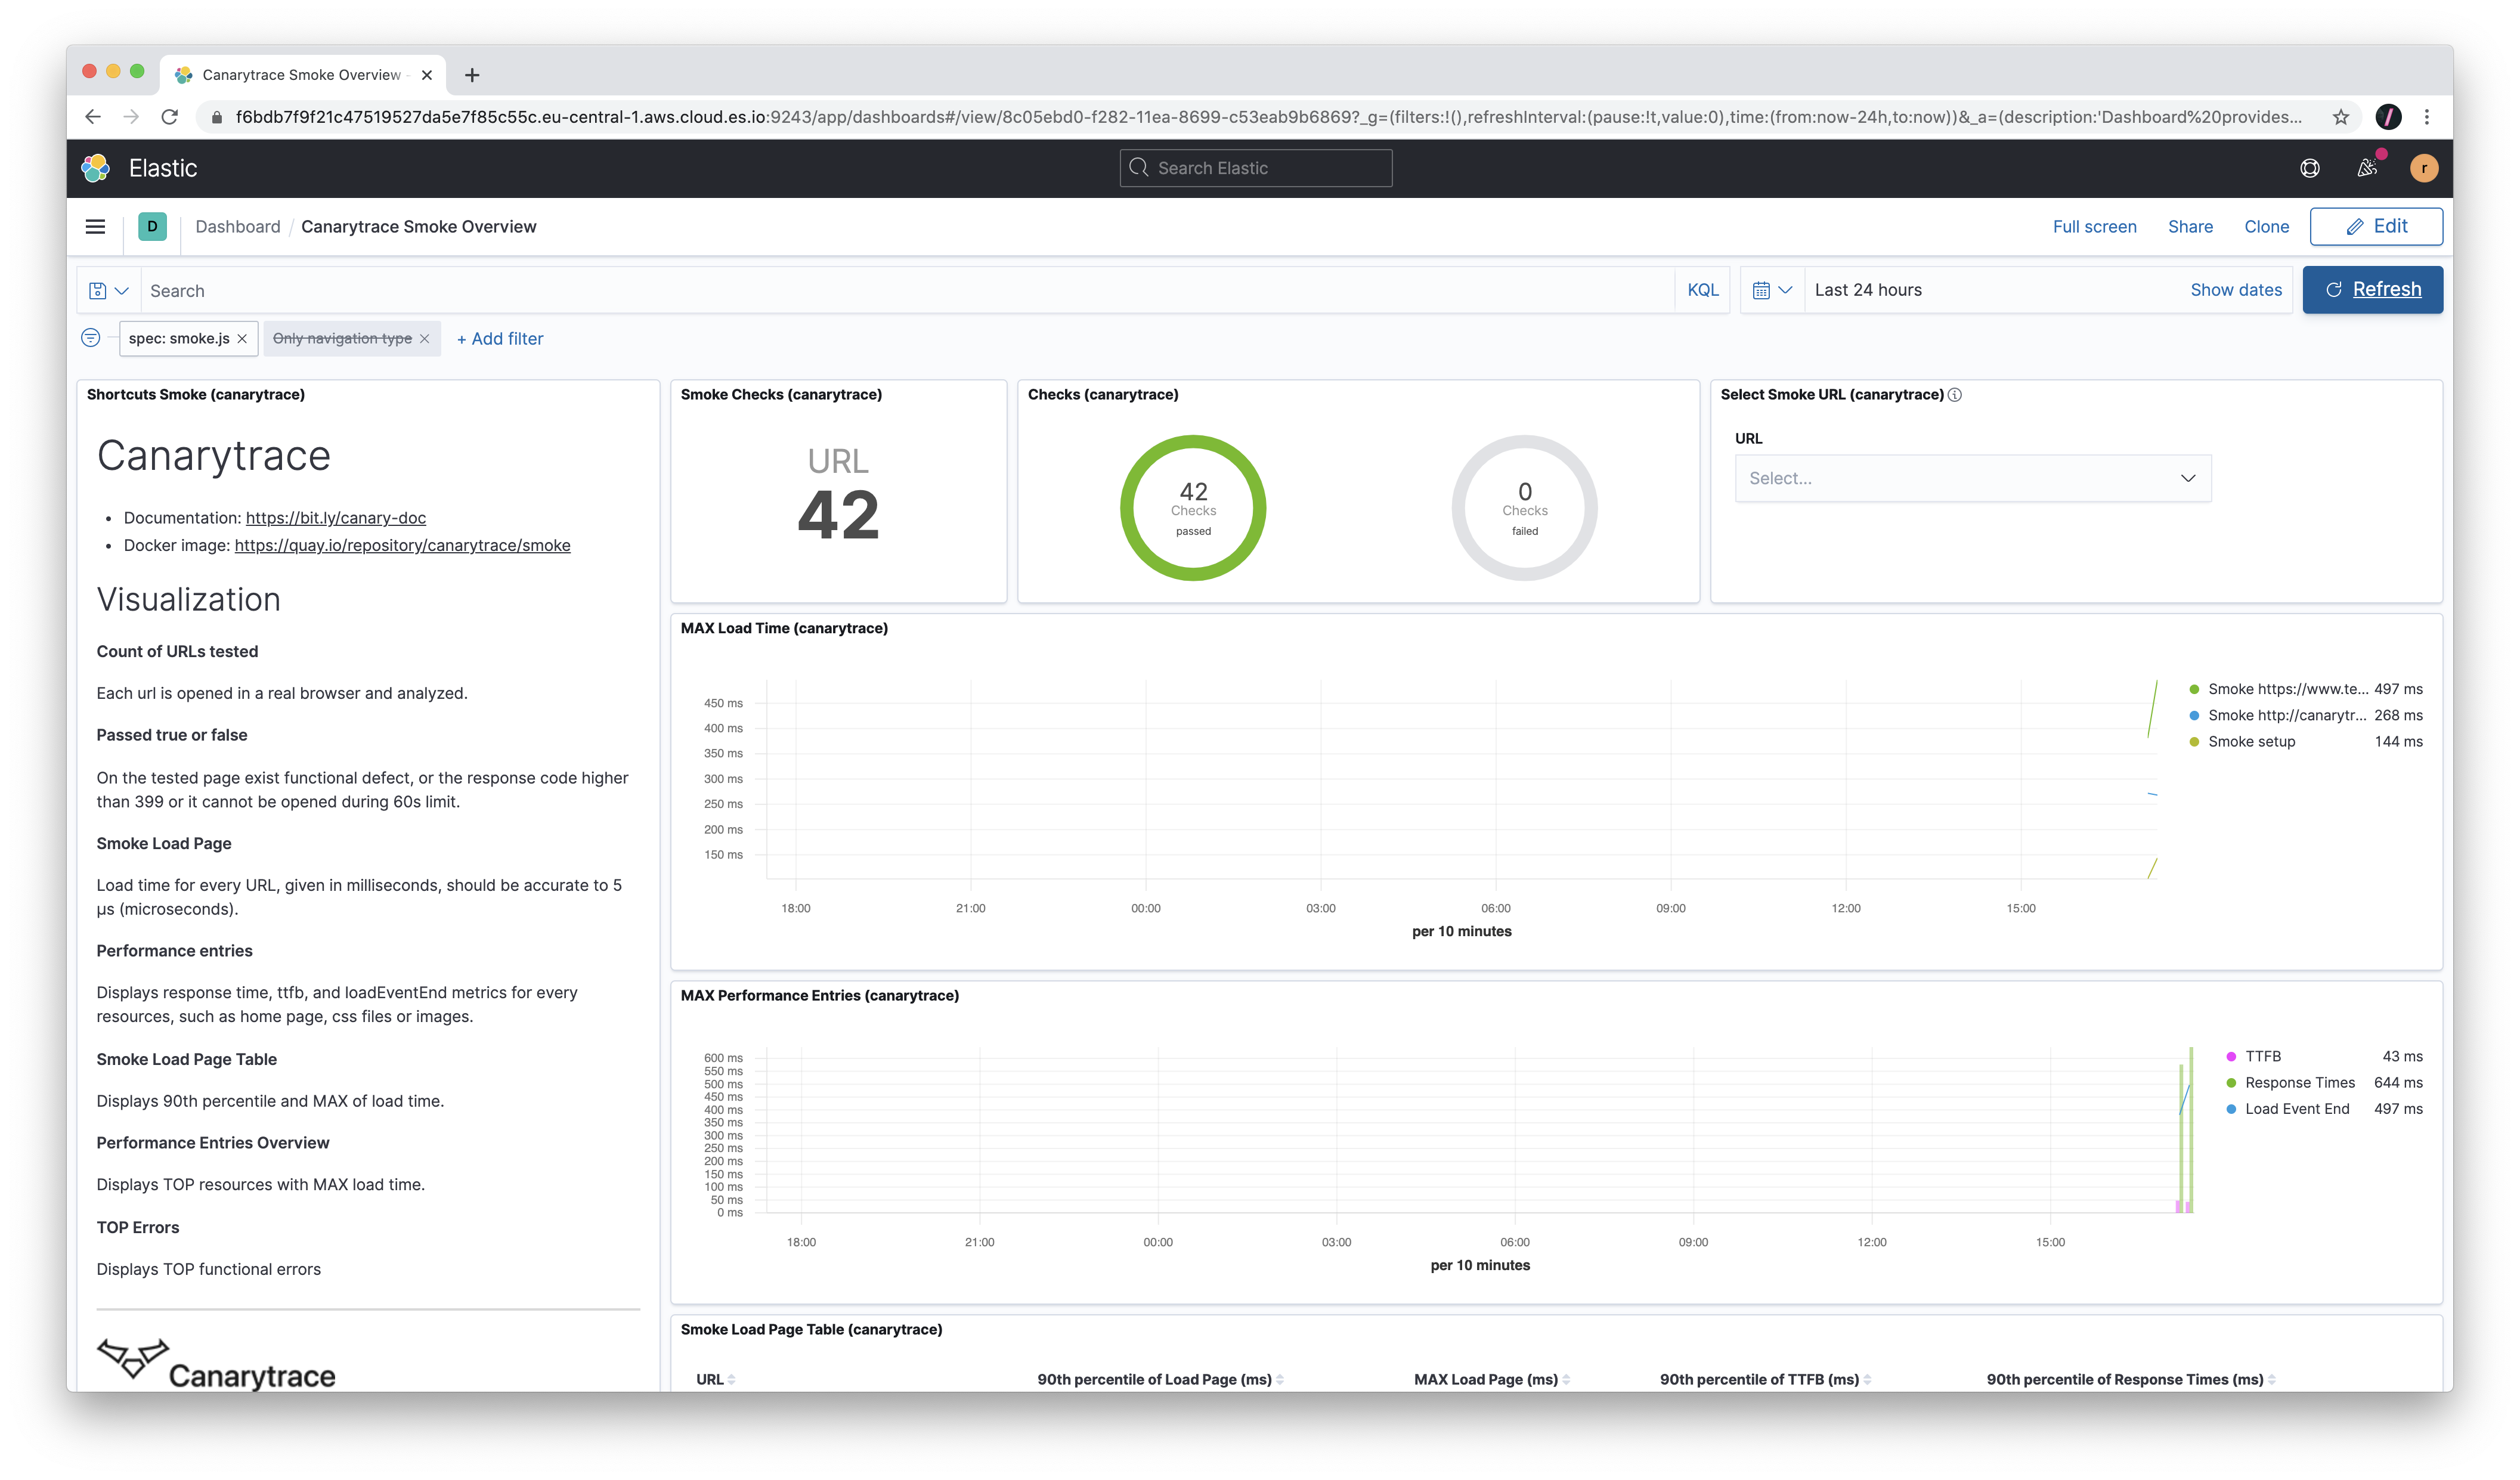 Canarytrace Smoke Overview -
f6bdb7f9f21c47519527da5e7f85c55c.eu-central-1.aws.cloud.es.io:9243/app/dashboards#/view/8c05ebd0-f282-11ea-8699-c53eab9b6869?_g=(filters:!(),refreshInterval:(pause:!t,value:0),time:(from:now-24h,to:now))&_a=(description:'Dashboard%20provides...
Elastic
Search Elastic
r
D
Dashboard / Canarytrace Smoke Overview
Full screen
Share
Clone
Edit
Search
KQL
Last 24 hours
Show dates
Refresh
spec: smoke.js
Only navigation type
+ Add filter
Shortcuts Smoke (canarytrace)
Canarytrace
• Documentation: https://bit.ly/canary-doc
• Docker image: https://quay.io/repository/canarytrace/smoke
Visualization
Count of URLs tested
Each url is opened in a real browser and analyzed.
Passed true or false
On the tested page exist functional defect, or the response code higher
than 399 or it cannot be opened during 60s limit.
Smoke Load Page
Load time for every URL, given in milliseconds, should be accurate to 5
µs (microseconds).
Performance entries
Displays response time, ttfb, and loadEventEnd metrics for every
resources, such as home page, css files or images.
Smoke Load Page Table
Displays 90th percentile and MAX of load time.
Performance Entries Overview
Displays TOP resources with MAX load time.
TOP Errors
Displays TOP functional errors
Canarytrace
Smoke Checks (canarytrace)
URL
42
Checks (canarytrace)
42
Checks
passed
0
Checks
failed
Select Smoke URL (canarytrace)
URL
Select...
MAX Load Time (canarytrace)
450 ms
400 ms
350 ms
300 ms
250 ms
200 ms
150 ms
18:00 21:00 00:00 03:00 06:00 09:00 12:00 15:00
per 10 minutes
Smoke https://www.te... 497 ms
Smoke http://canarytr... 268 ms
Smoke setup 144 ms
MAX Performance Entries (canarytrace)
600 ms
550 ms
500 ms
450 ms
400 ms
350 ms
300 ms
250 ms
200 ms
150 ms
100 ms
50 ms
0 ms
18:00 21:00 00:00 03:00 06:00 09:00 12:00 15:00
per 10 minutes
TTFB 43 ms
Response Times 644 ms
Load Event End 497 ms
Smoke Load Page Table (canarytrace)
URL 90th percentile of Load Page (ms) MAX Load Page (ms) 90th percentile of TTFB (ms) 90th percentile of Response Times (ms)